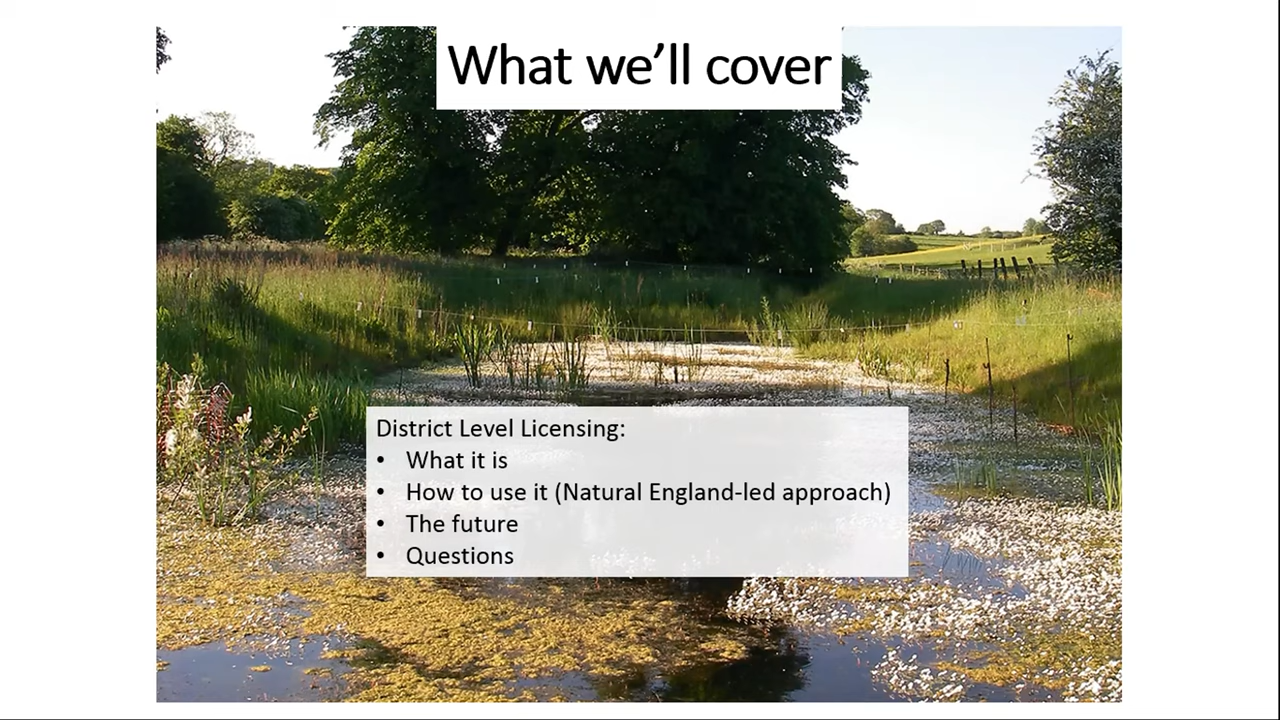 What we’ll cover
District Level Licensing:
• What it is
• How to use it (Natural England-led approach)
• The future
• Questions